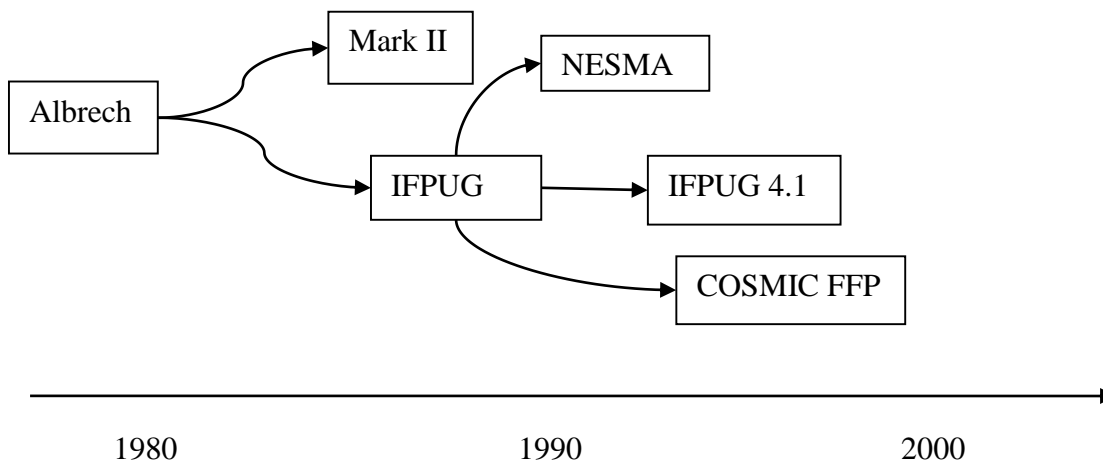 Mark II
NESMA
Albrech
IFPUG
IFPUG 4.1
COSMIC FFP
1980
1990
2000